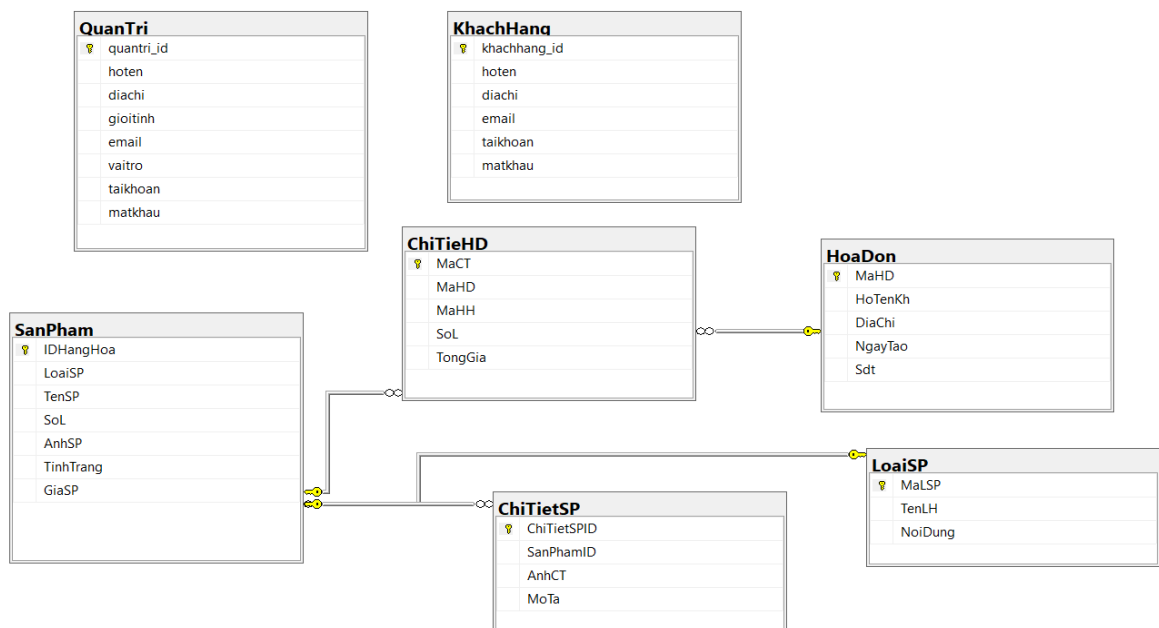 QuanTri
quantri_id
hoten
diachi
gioitinh
email
vaitro
taikhoan
matkhau
KhachHang
khachhang_id
hoten
diachi
email
taikhoan
matkhau
ChiTieHD
MaCT
MaHD
MaHH
SoL
TongGia
HoaDon
MaHD
HoTenKh
DiaChi
NgayTao
Sdt
SanPham
IDHangHoa
LoaiSP
TenSP
SoL
AnhSP
TinhTrang
GiaSP
LoaiSP
MaLSP
TenLH
NoiDung
ChiTietSP
ChiTietSPID
SanPhamID
AnhCT
MoTa